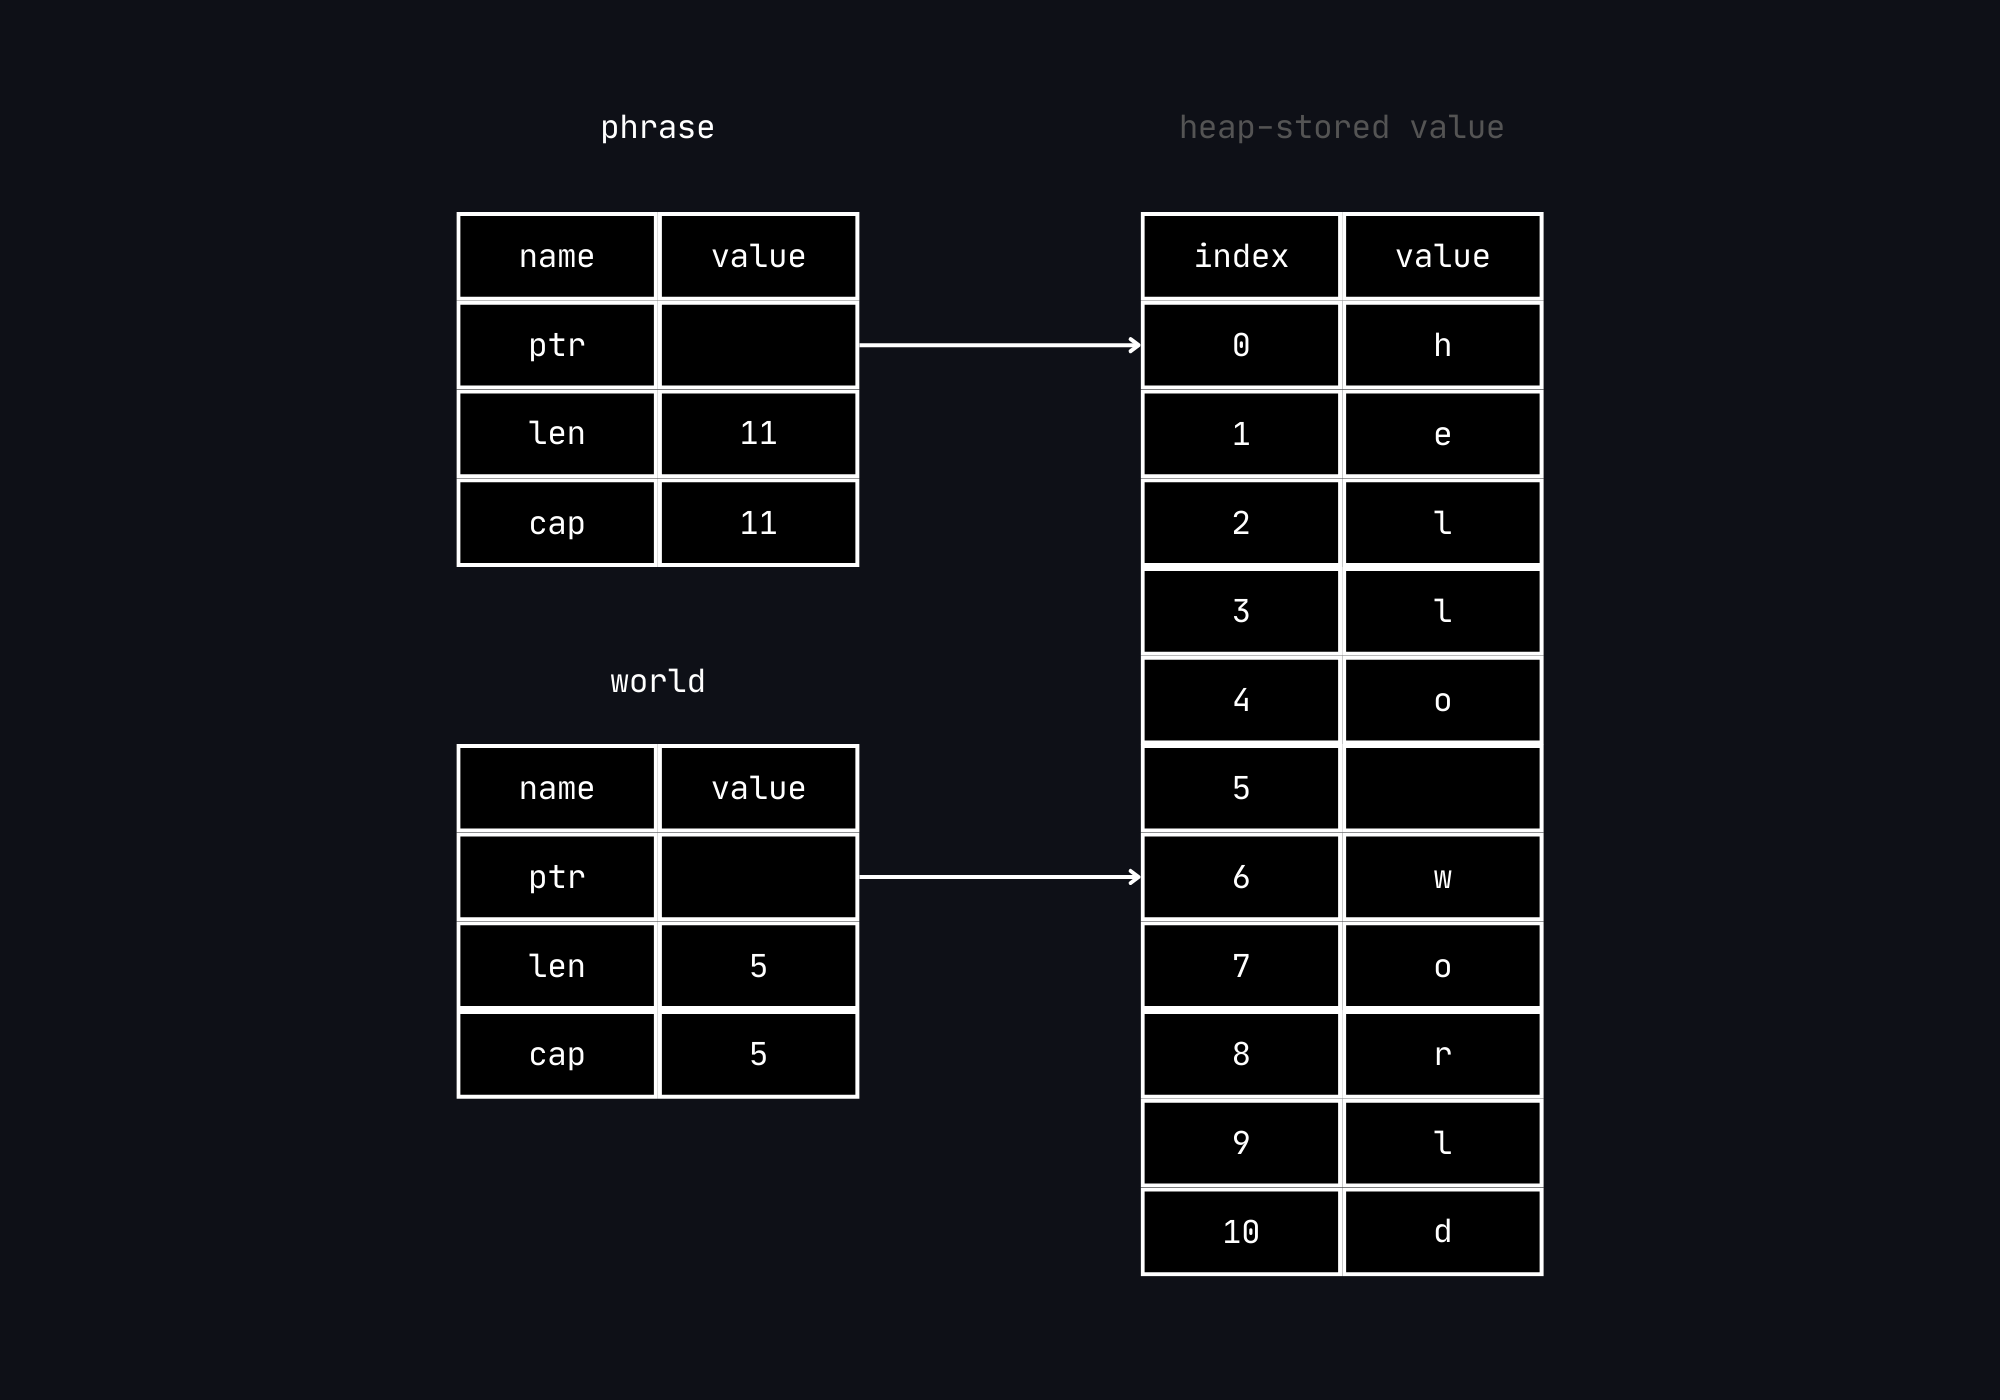 phrase
name value
ptr
len 11
cap 11
world
name value
ptr
len 5
cap 5
heap-stored value
index value
0 h
1 e
2 l
3 l
4 o
5
6 w
7 o
8 r
9 l
10 d